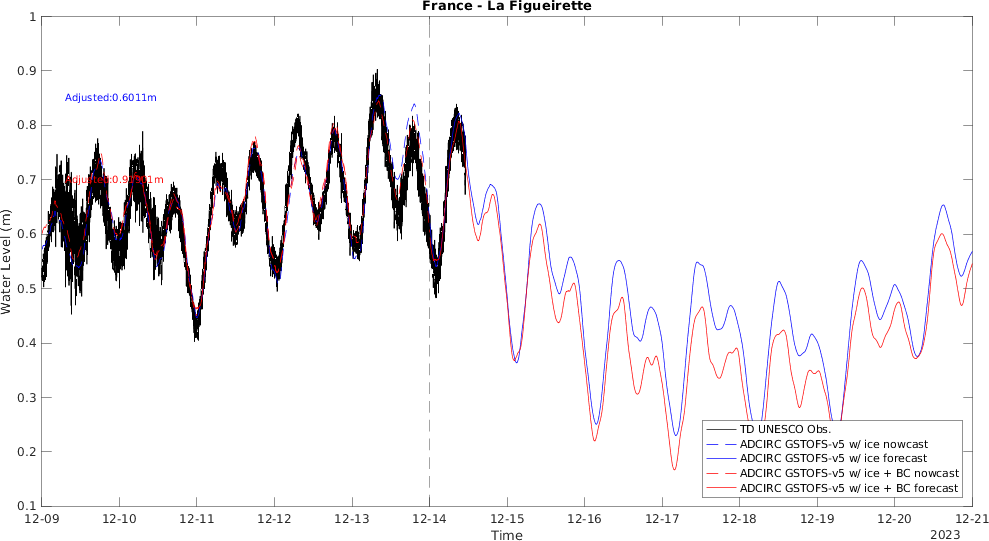 France - La Figueirette
Water Level (m)
1
0.9
0.8
0.7
0.6
0.5
0.4
0.3
0.2
0.1
Adjusted:0.6011m
12-09 12-10 12-11 12-12 12-13 12-14 12-15 12-16 12-17 12-18 12-19 12-20 12-21
Time
2023
TD UNESCO Obs.
ADCIRC GSTOFS-v5 w/ ice nowcast
ADCIRC GSTOFS-v5 w/ ice forecast
ADCIRC GSTOFS-v5 w/ ice + BC nowcast
ADCIRC GSTOFS-v5 w/ ice + BC forecast